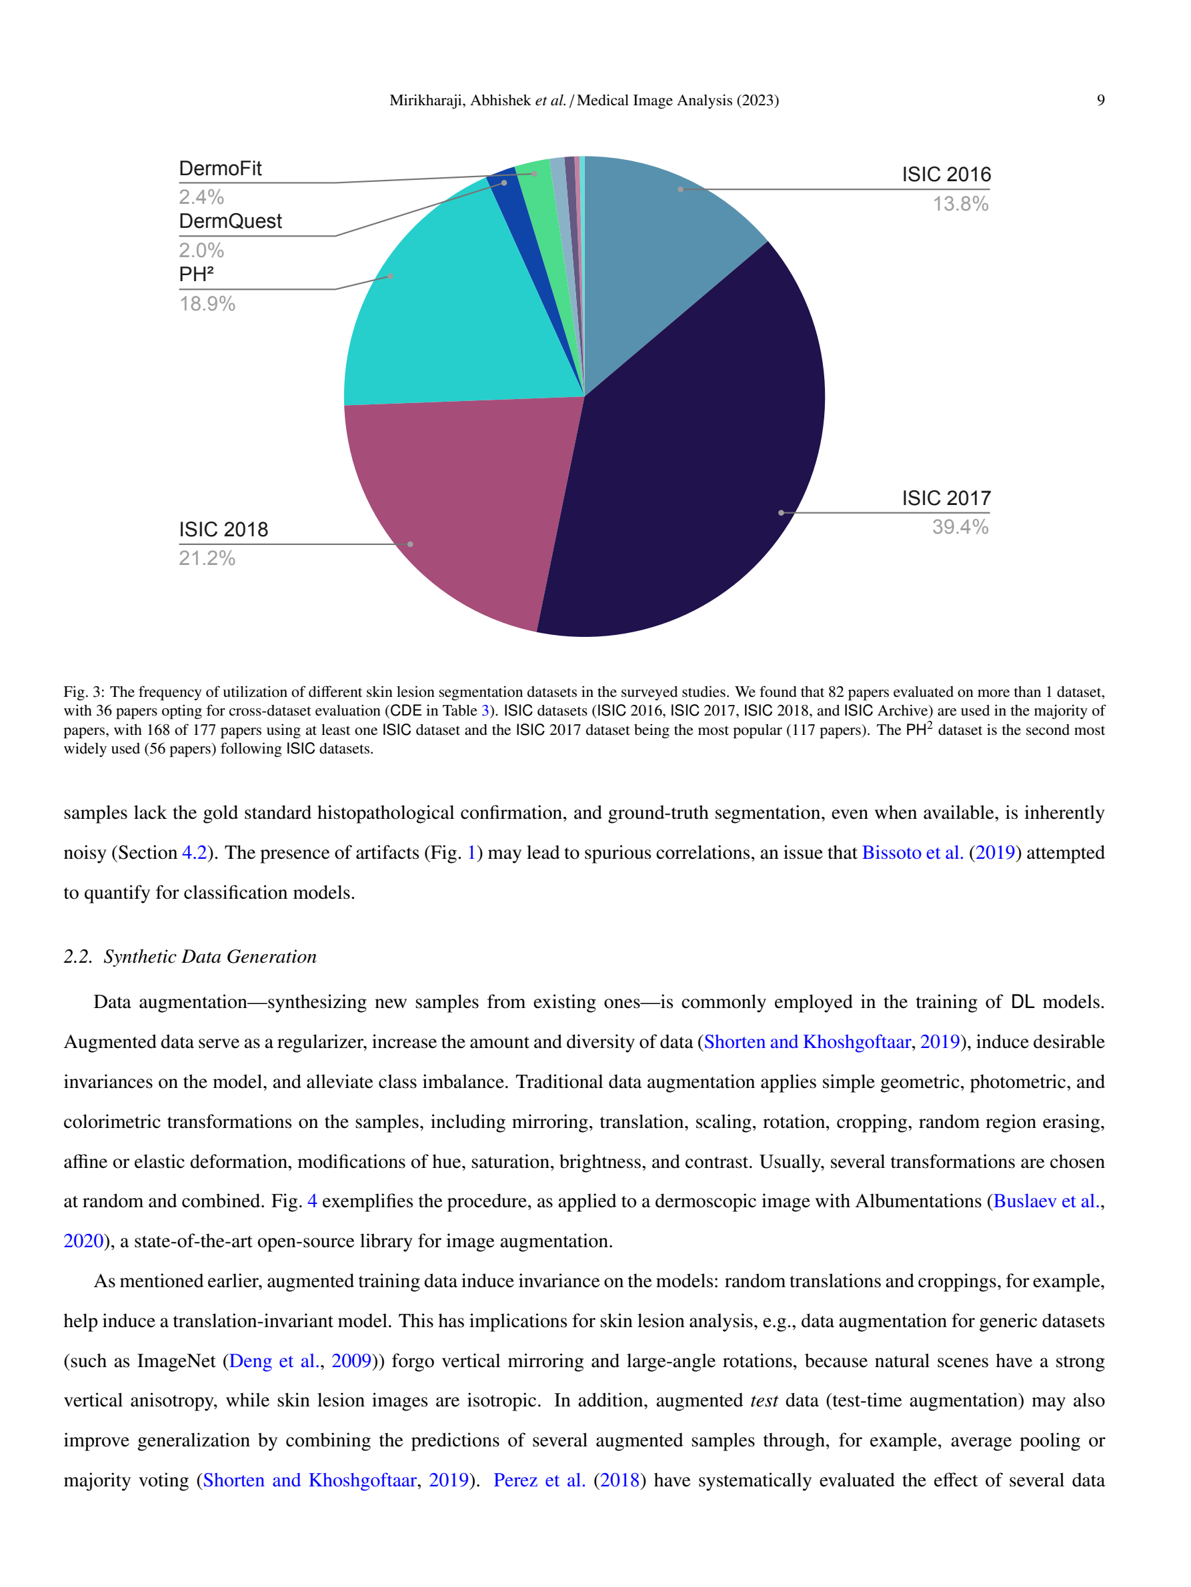 Mirikharaji, Abhishek et al. / Medical Image Analysis (2023)
9
DermoFit
2.4%
DermQuest
2.0%
PH²
18.9%
ISIC 2018
21.2%
ISIC 2016
13.8%
ISIC 2017
39.4%
Fig. 3: The frequency of utilization of different skin lesion segmentation datasets in the surveyed studies. We found that 82 papers evaluated on more than 1 dataset,
with 36 papers opting for cross-dataset evaluation (CDE in Table 3). ISIC datasets (ISIC 2016, ISIC 2017, ISIC 2018, and ISIC Archive) are used in the majority of
papers, with 168 of 177 papers using at least one ISIC dataset and the ISIC 2017 dataset being the most popular (117 papers). The PH² dataset is the second most
widely used (56 papers) following ISIC datasets.
samples lack the gold standard histopathological confirmation, and ground-truth segmentation, even when available, is inherently
noisy (Section 4.2). The presence of artifacts (Fig. 1) may lead to spurious correlations, an issue that Bissoto et al. (2019) attempted
to quantify for classification models.
2.2. Synthetic Data Generation
Data augmentation—synthesizing new samples from existing ones—is commonly employed in the training of DL models.
Augmented data serve as a regularizer, increase the amount and diversity of data (Shorten and Khoshgoftaar, 2019), induce desirable
invariances on the model, and alleviate class imbalance. Traditional data augmentation applies simple geometric, photometric, and
colorimetric transformations on the samples, including mirroring, translation, scaling, rotation, cropping, random region erasing,
affine or elastic deformation, modifications of hue, saturation, brightness, and contrast. Usually, several transformations are chosen
at random and combined. Fig. 4 exemplifies the procedure, as applied to a dermoscopic image with Albumentations (Buslaev et al.,
2020), a state-of-the-art open-source library for image augmentation.
As mentioned earlier, augmented training data induce invariance on the models: random translations and croppings, for example,
help induce a translation-invariant model. This has implications for skin lesion analysis, e.g., data augmentation for generic datasets
(such as ImageNet (Deng et al., 2009)) forgo vertical mirroring and large-angle rotations, because natural scenes have a strong
vertical anisotropy, while skin lesion images are isotropic. In addition, augmented test data (test-time augmentation) may also
improve generalization by combining the predictions of several augmented samples through, for example, average pooling or
majority voting (Shorten and Khoshgoftaar, 2019). Perez et al. (2018) have systematically evaluated the effect of several data